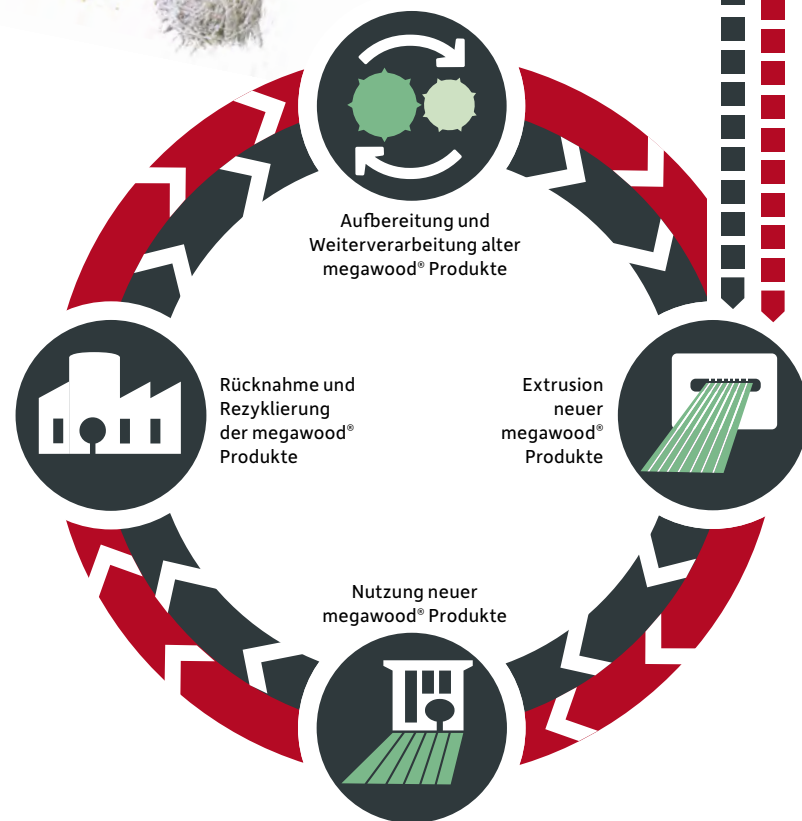 Aufbereitung und
Weiterverarbeitung alter
megawood® Produkte
Rücknahme und
Rezyklierung
der megawood®
Produkte
Extrusion
neuer
megawood®
Produkte
Nutzung neuer
megawood® Produkte